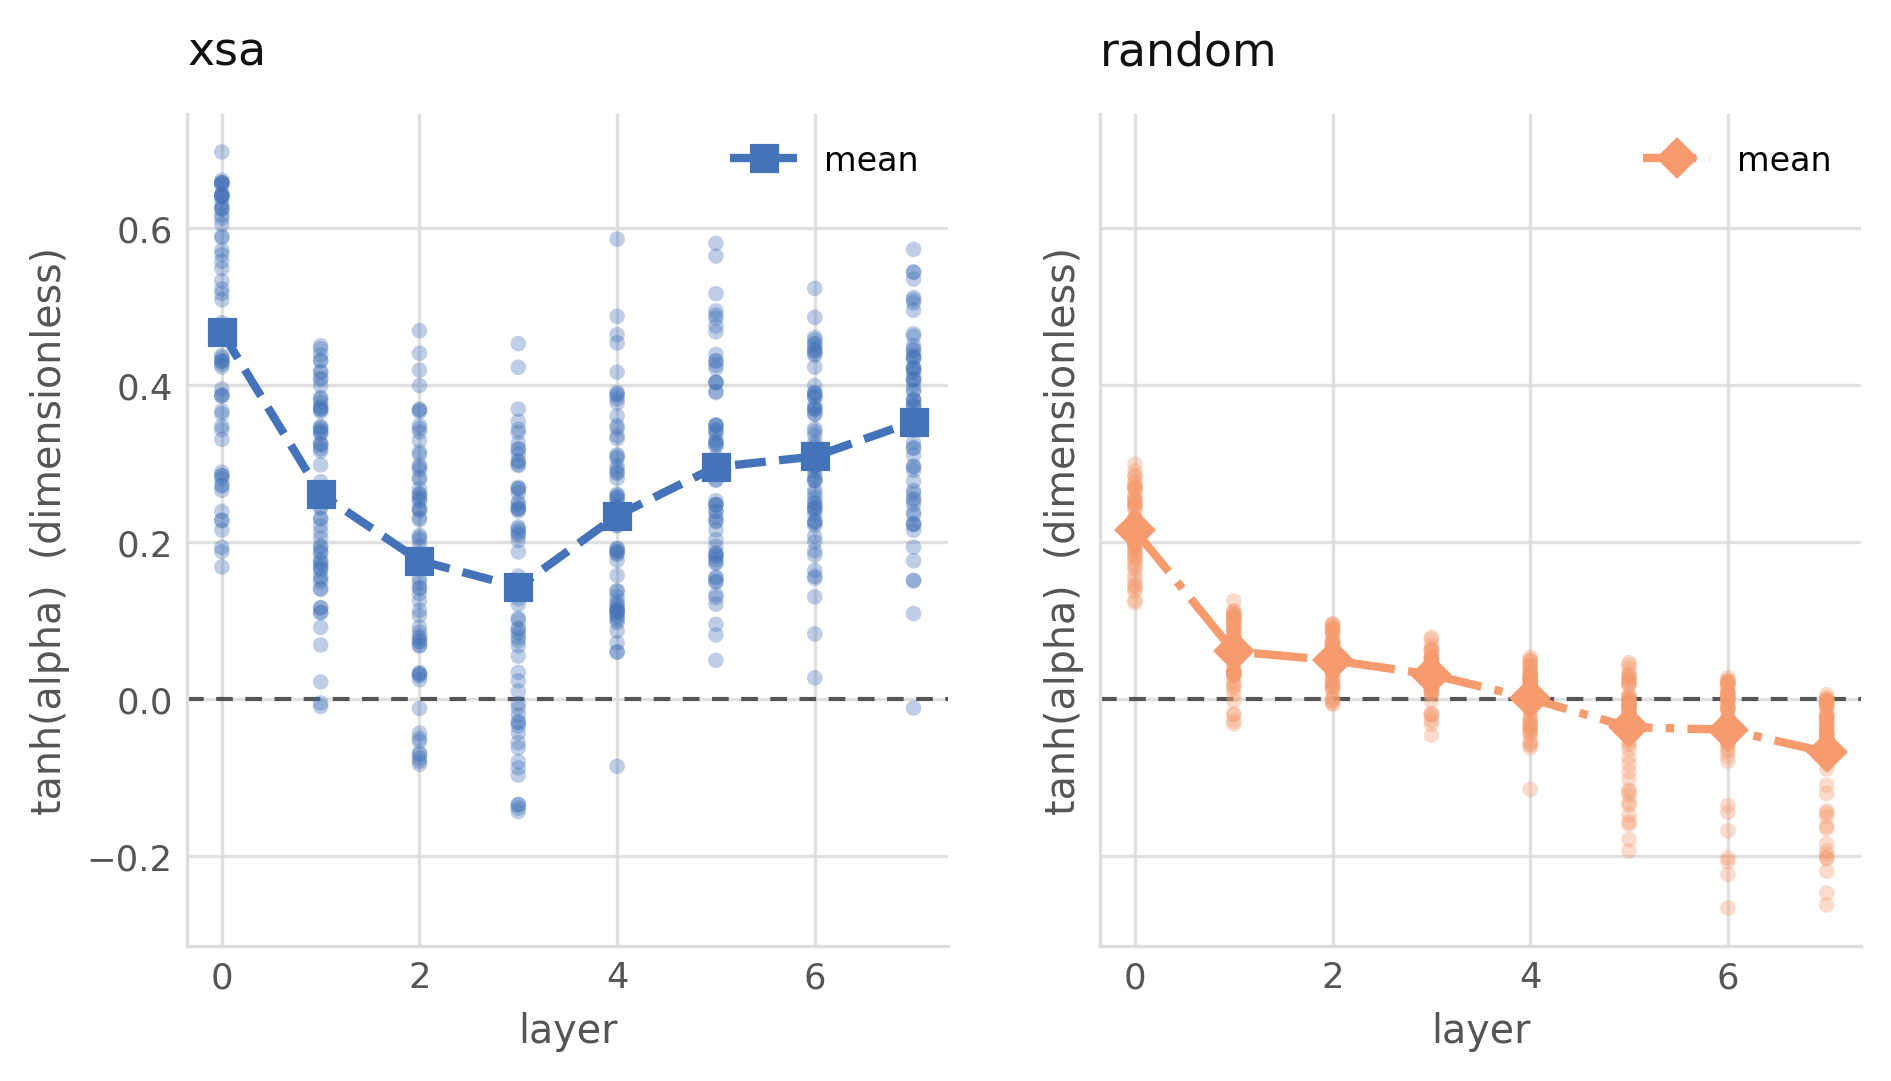 xsa
random
mean
mean
0.6
0.4
0.2
0.0
−0.2
tanh(alpha)  (dimensionless)
tanh(alpha)  (dimensionless)
0 2 4 6
0 2 4 6
layer
layer